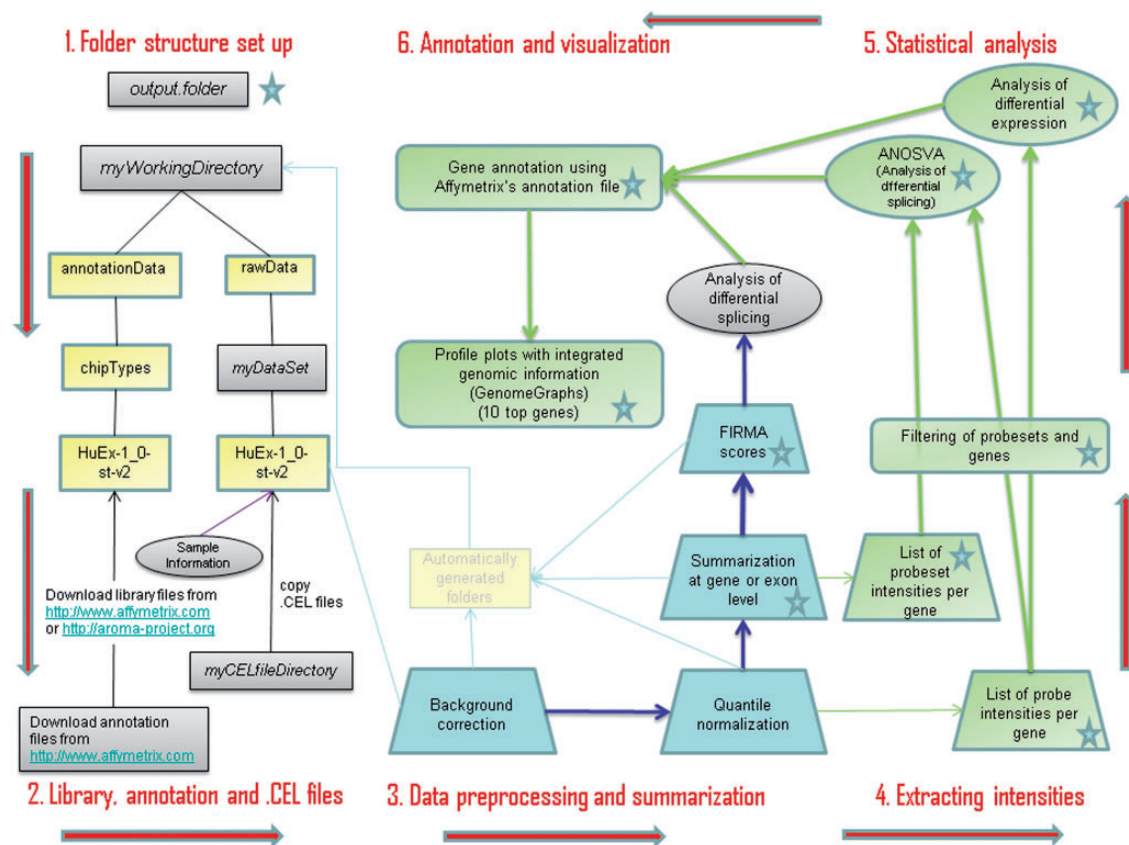 1. Folder structure set up
6. Annotation and visualization
5. Statistical analysis
output.folder
myWorkingDirectory
annotationData
rawData
chipTypes
myDataSet
HuEx-1_0-
st-v2
HuEx-1_0-
st-v2
Sample
Information
Download library files from
http://www.affymetrix.com
or http://aroma-project.org
copy
.CEL files
myCELfileDirectory
Download annotation
files from
http://www.affymetrix.com
Gene annotation using
Affymetrix's annotation
file
Profile plots with integrated
genomic information
(GenomeGraphs)
(10 top genes)
Analysis of
differential
expression
ANOSVA
(Analysis of
dfferential
splicing)
Analysis of
differential
splicing
FIRMA
scores
Filtering of probesets and
genes
Automatically
generated
folders
Summarization
at gene or exon
level
List of
probeset
intensities per
gene
Background
correction
Quantile
normalization
List of probe
intensities per
gene
2. Library, annotation and .CEL files
3. Data preprocessing and summarization
4. Extracting intensities